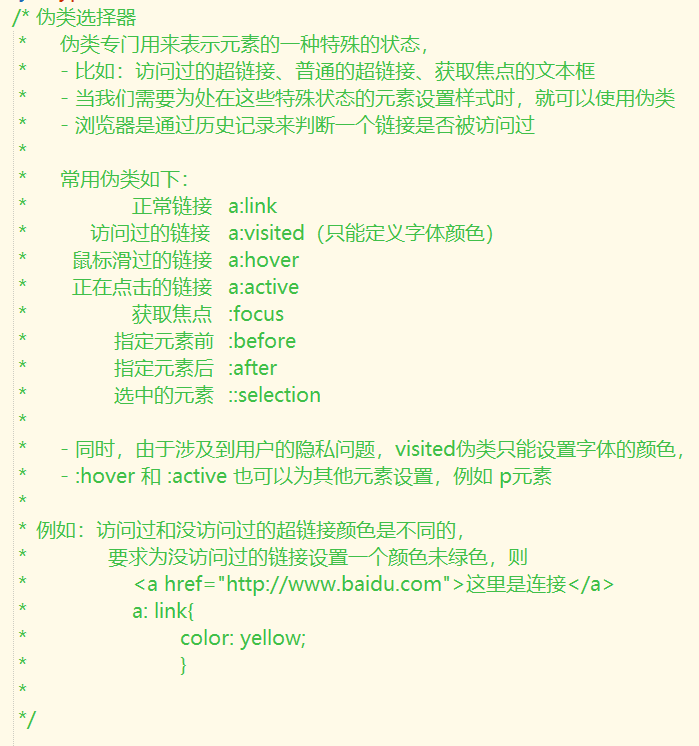 /* 伪类选择器
* 伪类专门用来表示元素的一种特殊的状态，
* - 比如：访问过的超链接、普通的超链接、获取焦点的文本框
* - 当我们需要为处在这些特殊状态的元素设置样式时，就可以使用伪类
* - 浏览器是通过历史记录来判断一个链接是否被访问过
*
* 常用伪类如下：
* 正常链接 a:link
* 访问过的链接 a:visited（只能定义字体颜色）
* 鼠标滑过的链接 a:hover
* 正在点击的链接 a:active
* 获取焦点 :focus
* 指定元素前 :before
* 指定元素后 :after
* 选中的元素 ::selection
*
* - 同时，由于涉及到用户的隐私问题，visited伪类只能设置字体的颜色，
* - :hover 和 :active 也可以为其他元素设置，例如 p元素
*
* 例如：访问过和没访问过的超链接颜色是不同的，
* 要求为没访问过的链接设置一个颜色未绿色，则
* <a href="http://www.baidu.com">这里是连接</a>
* a: link{
* color: yellow;
* }
*
*/